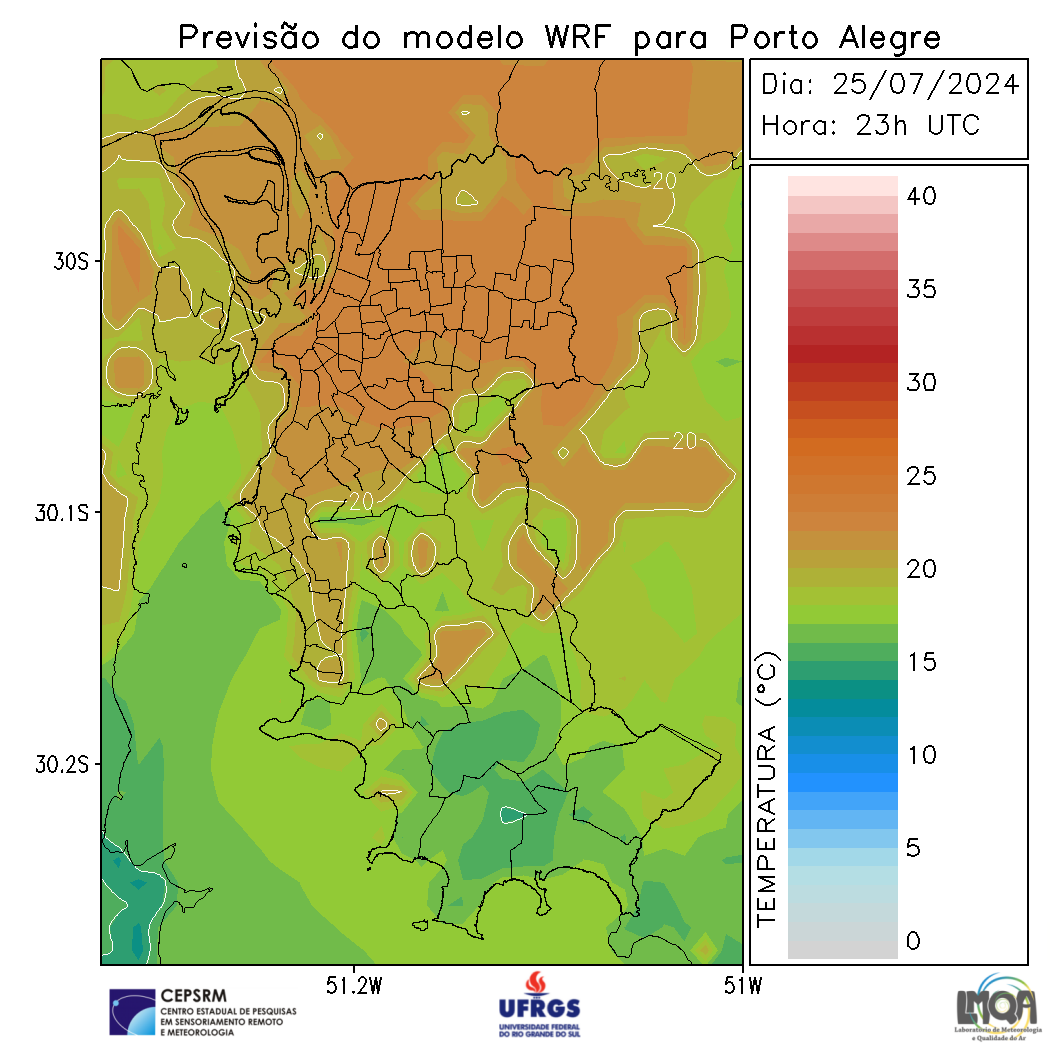 Previsão do modelo WRF para Porto Alegre
Dia: 25/07/2024
Hora: 23h UTC
40
35
30
25
20
15
10
5
0
TEMPERATURA (°C)
30S
30.1S
30.2S
51.2W
51W
20
20
20
CEPSRM
CENTRO ESTADUAL DE PESQUISAS
EM SENSORIAMENTO REMOTO
E METEOROLOGIA
UFRGS
UNIVERSIDADE FEDERAL
DO RIO GRANDE DO SUL
LMQA
Laboratório de Meteorologia
e Qualidade do Ar